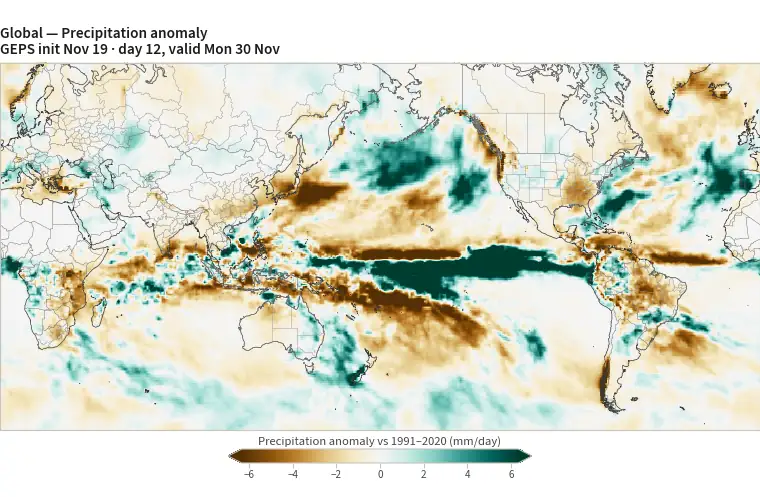 Global — Precipitation anomaly
GEPS init Nov 19 · day 12, valid Mon 30 Nov
Precipitation anomaly vs 1991–2020 (mm/day)
−6 −4 −2 0 2 4 6